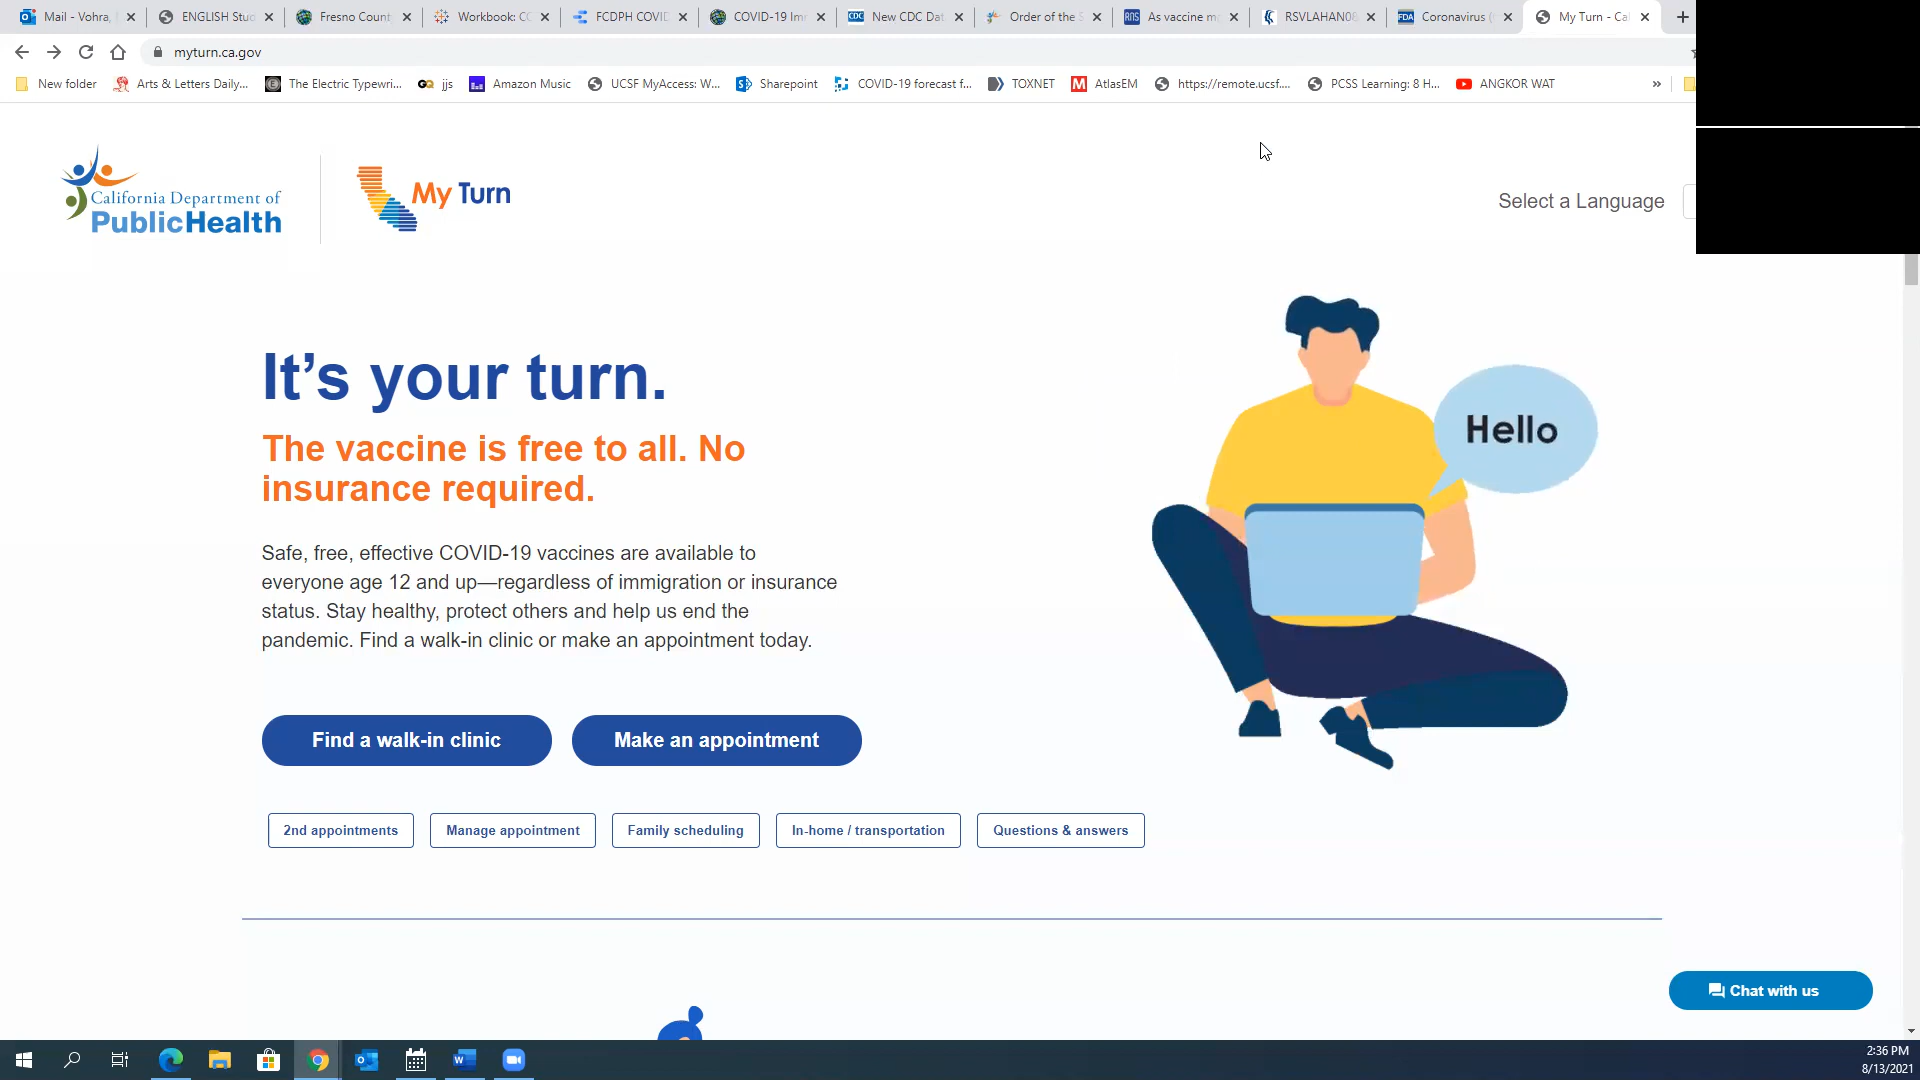 Mail - Vohra,
ENGLISH Stud
Fresno Count
Workbook: CC
FCDPH COVID
COVID-19 Im
New CDC Dat
Order of the S
As vaccine m
RSVLAHAN08
Coronavirus (
My Turn - Cal
myturn.ca.gov
New folder
Arts & Letters Daily...
The Electric Typewri...
jjs
Amazon Music
UCSF MyAccess: W...
Sharepoint
COVID-19 forecast f...
TOXNET
AtlasEM
https://remote.ucsf....
PCSS Learning: 8 H...
ANGKOR WAT
California Department of
PublicHealth
My Turn
Select a Language
It’s your turn.
The vaccine is free to all. No
insurance required.
Hello
Safe, free, effective COVID-19 vaccines are available to
everyone age 12 and up—regardless of immigration or insurance
status. Stay healthy, protect others and help us end the
pandemic. Find a walk-in clinic or make an appointment today.
Find a walk-in clinic
Make an appointment
2nd appointments
Manage appointment
Family scheduling
In-home / transportation
Questions & answers
Chat with us
2:36 PM
8/13/2021